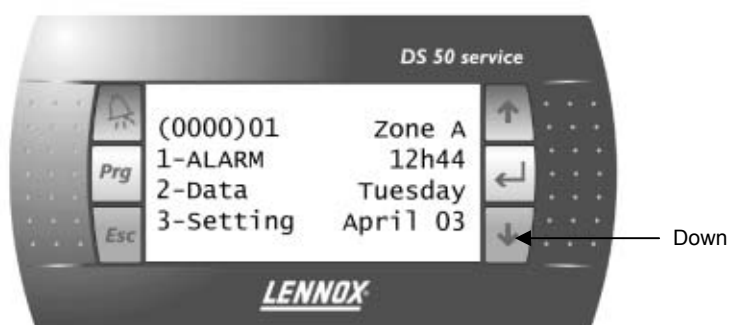 DS 50 service
(0000)01 Zone A
1-ALARM 12h44
Prg
2-Data Tuesday
3-Setting April 03
Esc
Down
LENNOX